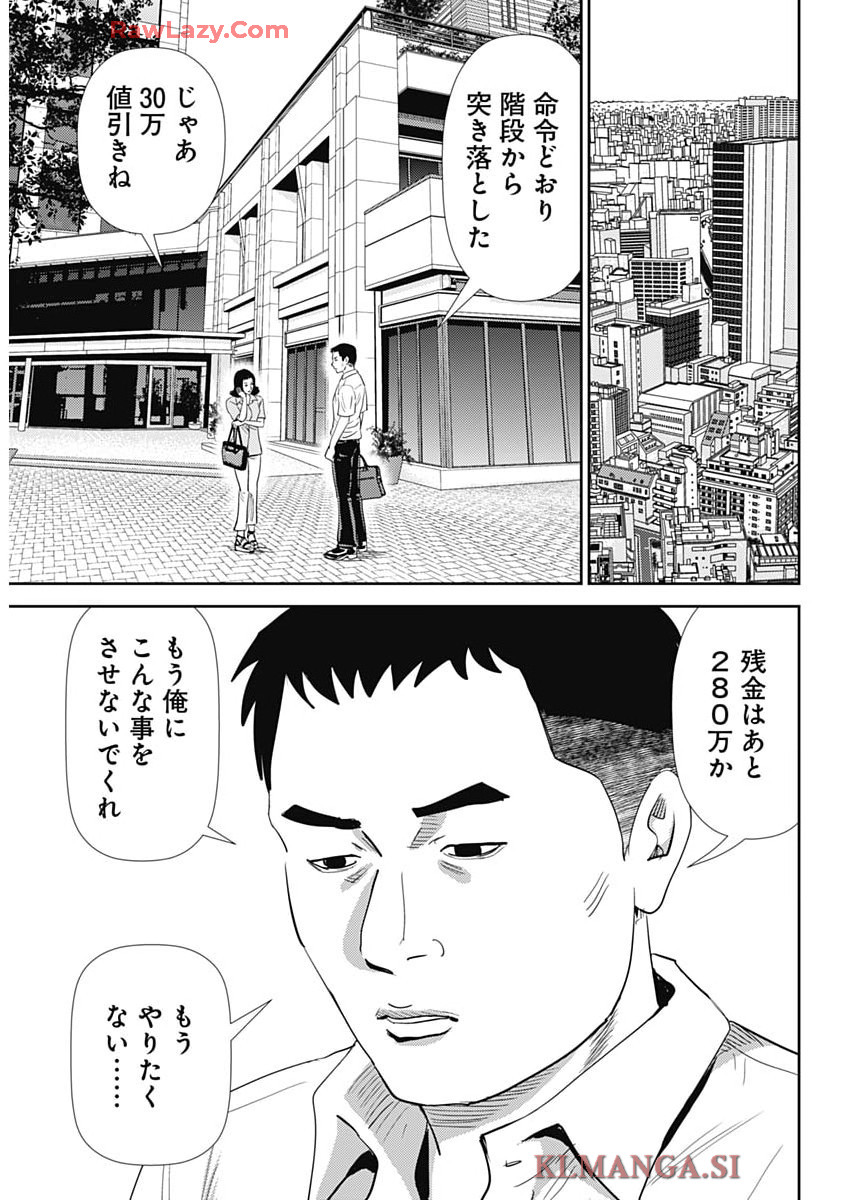 RawLazy.Com
命令どおり
階段から
突き落とした
じゃあ
30万
値引きね
残金はあと
280万か
もう俺に
こんな事を
させないでくれ
もう
やりたく
ない……
KLMANGA.SI